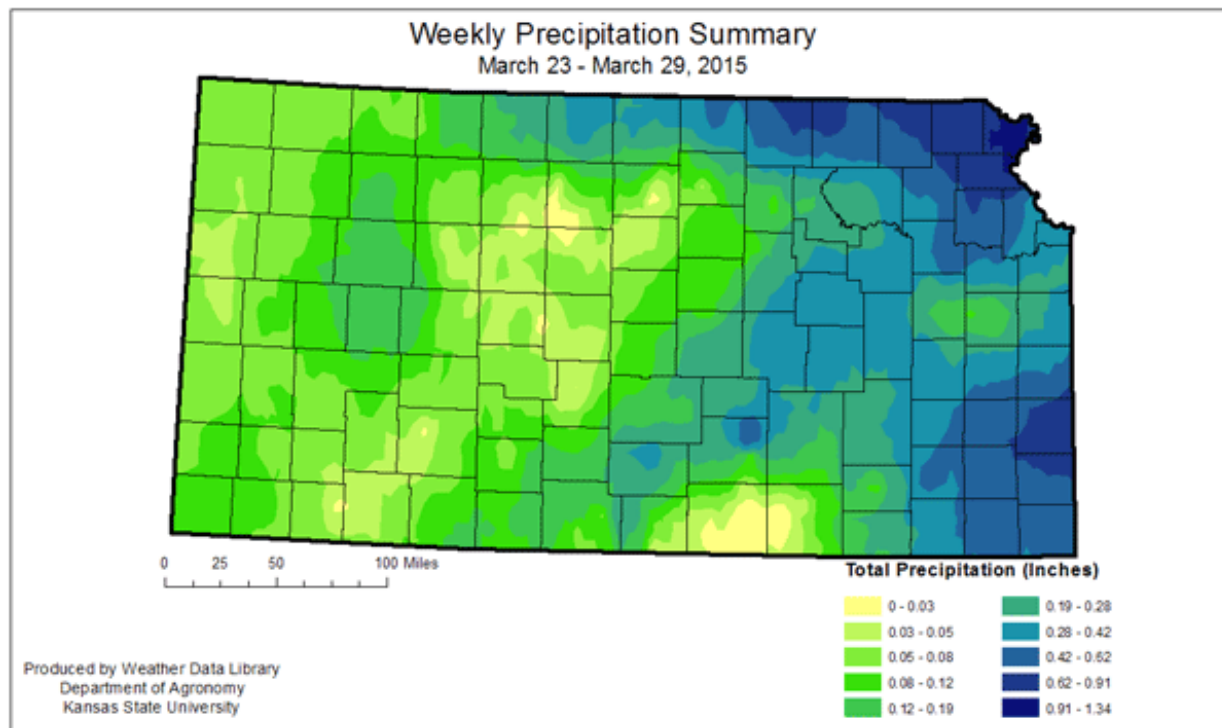 Weekly Precipitation Summary
March 23 - March 29, 2015
0 25 50 100 Miles
Total Precipitation (Inches)
0 - 0.03
0.03 - 0.05
0.05 - 0.08
0.08 - 0.12
0.12 - 0.19
0.19 - 0.28
0.28 - 0.42
0.42 - 0.62
0.62 - 0.91
0.91 - 1.34
Produced by Weather Data Library
Department of Agronomy
Kansas State University